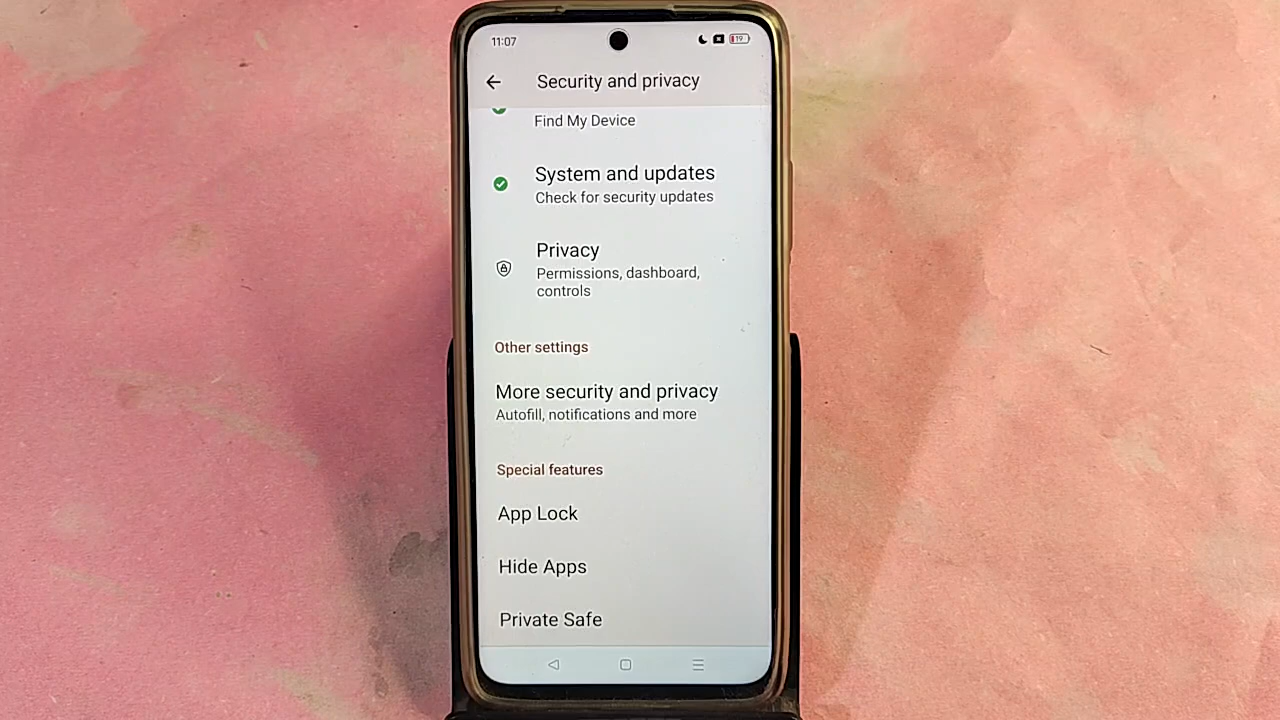 11:07
19
Security and privacy
Find My Device
System and updates
Check for security updates
Privacy
Permissions, dashboard,
controls
Other settings
More security and privacy
Autofill, notifications and more
Special features
App Lock
Hide Apps
Private Safe